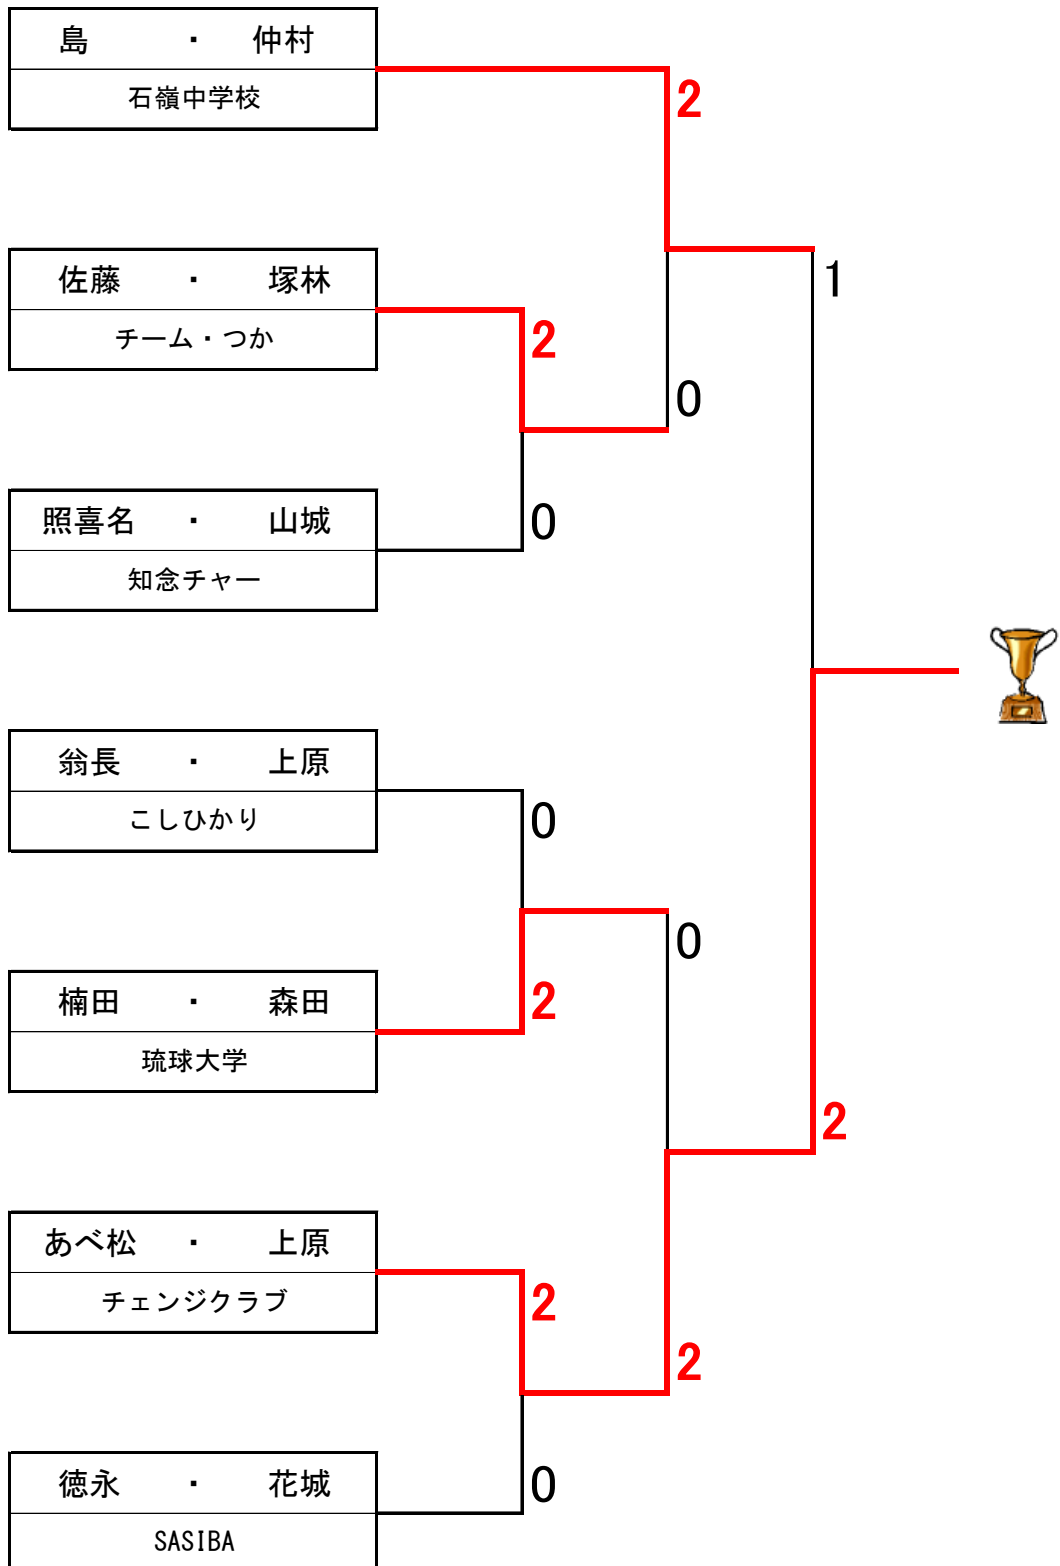 島 ・ 仲村
石嶺中学校
2
佐藤 ・ 塚林
1
チーム・つか
2
0
照喜名 ・ 山城
0
知念チャー
翁長 ・ 上原
こしひかり
0
0
楠田 ・ 森田
2
琉球大学
2
あべ松 ・ 上原
チェンジクラブ
2
2
徳永 ・ 花城
0
SASIBA